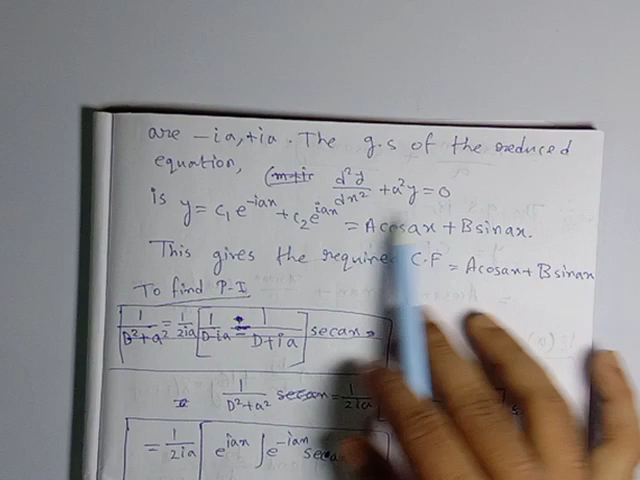 are -ia, +ia. The g.s of the reduced
equation, d²y/dx² + a²y = 0
is y = c₁e^-iax + c₂e^iax = Acosax + Bsinax.
This gives the required C.F = Acosax + Bsinax
To find P-I
1/(D²+a²) = 1/2ia [1/(D-ia) - 1/(D+ia)] secax
1/(D²+a²) secax = 1/2ia
= 1/2ia [e^iax ∫e^-iax seca